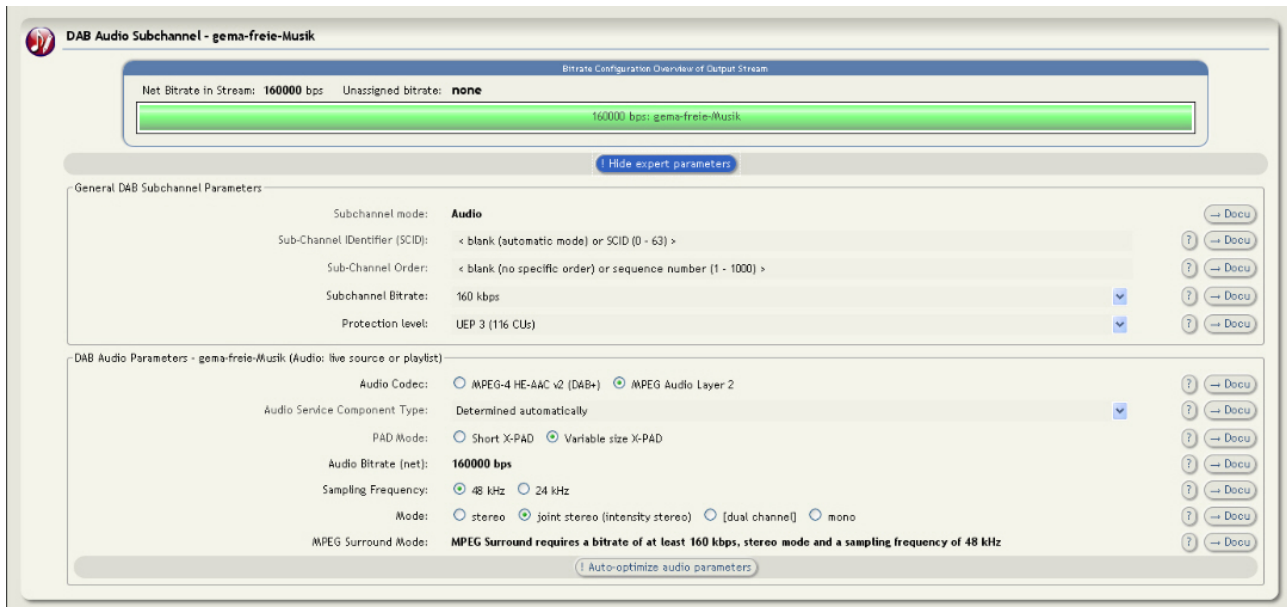 DAB Audio Subchannel - gema-freie-Musik
Bitrate Configuration Overview of Output Stream
Net Bitrate in Stream: 160000 bps Unassigned bitrate: none
160000 bps: gema-freie-Musik
! Hide expert parameters
General DAB Subchannel Parameters
Subchannel mode: Audio → Docu
Sub-Channel IDentifier (SCID): < blank (automatic mode) or SCID (0 - 63) > ? → Docu
Sub-Channel Order: < blank (no specific order) or sequence number (1 - 1000) > ? → Docu
Subchannel Bitrate: 160 kbps ? → Docu
Protection level: UEP 3 (116 CUs) ? → Docu
DAB Audio Parameters - gema-freie-Musik (Audio: live source or playlist)
Audio Codec: MPEG-4 HE-AAC v2 (DAB+) MPEG Audio Layer 2 ? → Docu
Audio Service Component Type: Determined automatically ? → Docu
PAD Mode: Short X-PAD Variable size X-PAD ? → Docu
Audio Bitrate (net): 160000 bps ? → Docu
Sampling Frequency: 48 kHz 24 kHz ? → Docu
Mode: stereo joint stereo (intensity stereo) [dual channel] mono ? → Docu
MPEG Surround Mode: MPEG Surround requires a bitrate of at least 160 kbps, stereo mode and a sampling frequency of 48 kHz ? → Docu
! Auto-optimize audio parameters